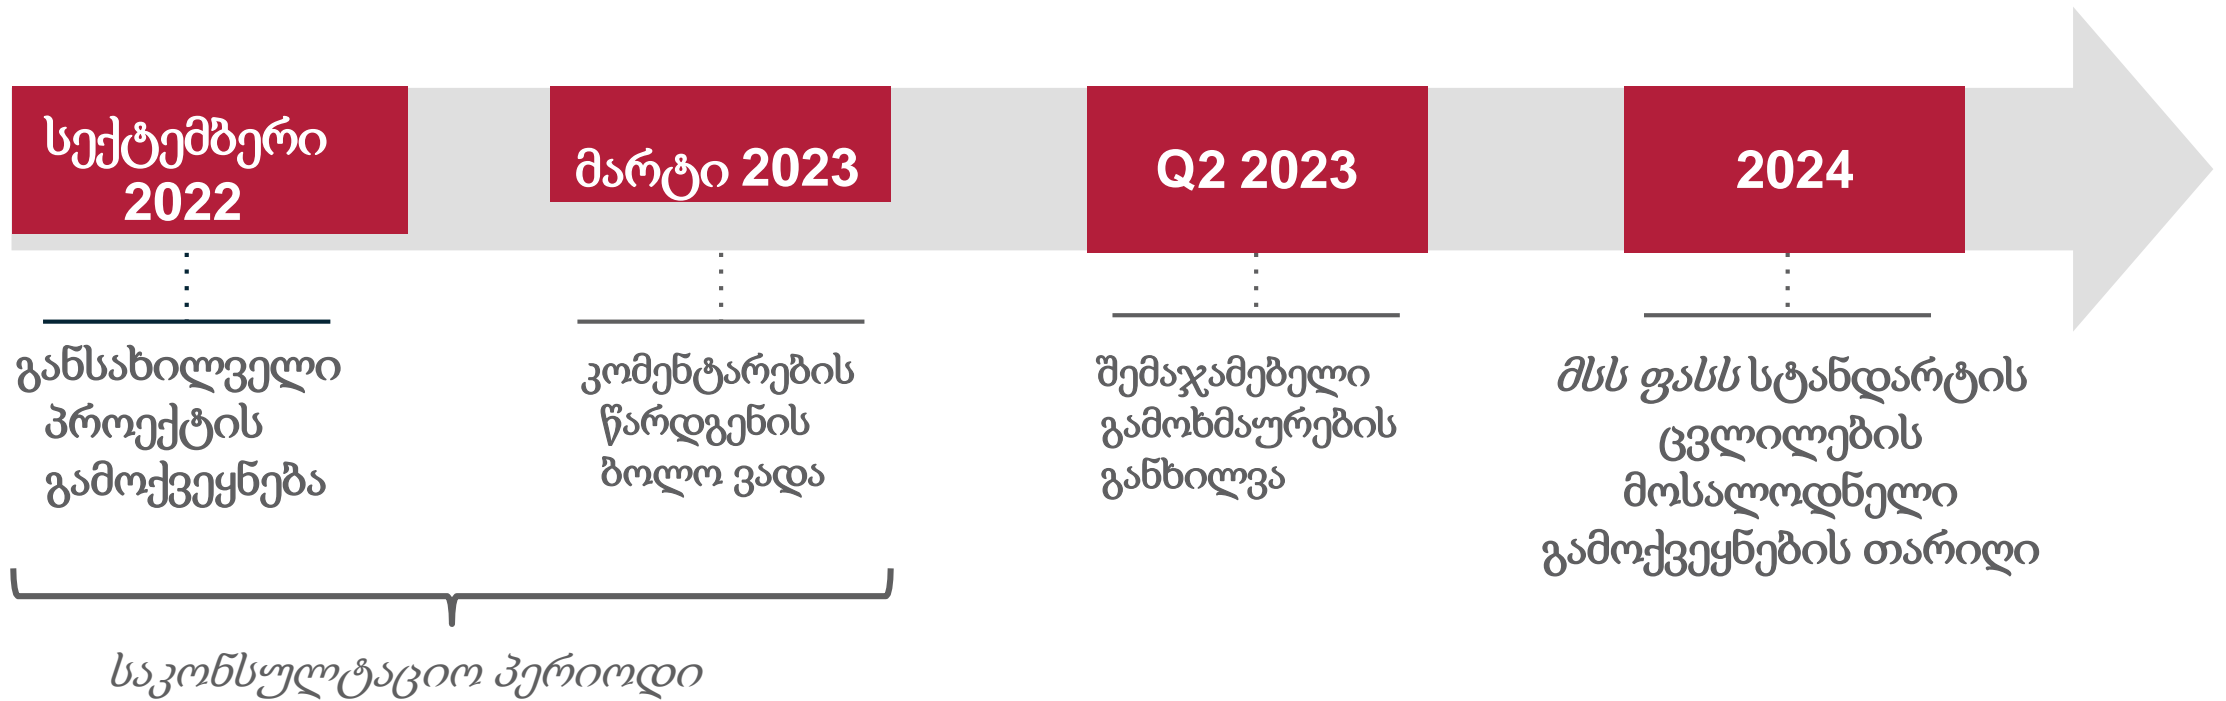 სექტემბერი
2022
მარტი 2023
Q2 2023
2024
განსახილველი
პროექტის
გამოქვეყნება
კომენტარების
წარდგენის
ბოლო ვადა
შემაჯამებელი
გამოხმაურების
განხილვა
მსს ფასს სტანდარტის
ცვლილების
მოსალოდნელი
გამოქვეყნების თარიღი
საკონსულტაციო პერიოდი